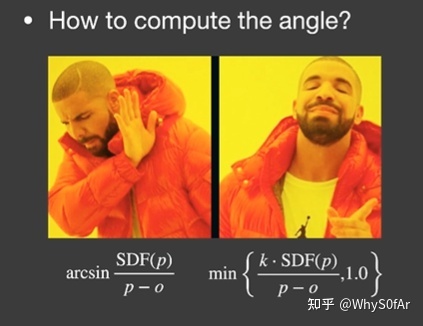 • How to compute the angle?
arcsin SDF(p) / p − o    min { k · SDF(p) / p − o ,1.0 }
知乎 @WhyS0fAr